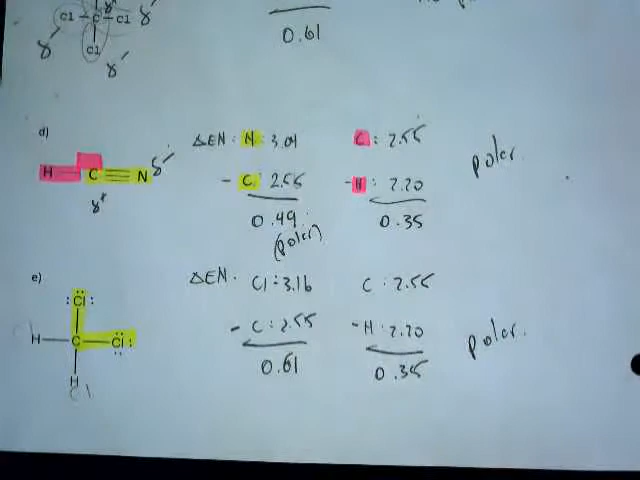 Cl C Cl δ-
δ- Cl
δ-
0.61
d)
ΔEN: N: 3.04 C: 2.55
H C N δ- - C: 2.55 - H: 2.20 polar.
δ+ 0.49 0.35
(polar)
e)
ΔEN. Cl: 3.16 C: 2.55
:Cl:
H C Cl: - C: 2.55 - H: 2.20 polar.
0.61 0.35
H
Cl